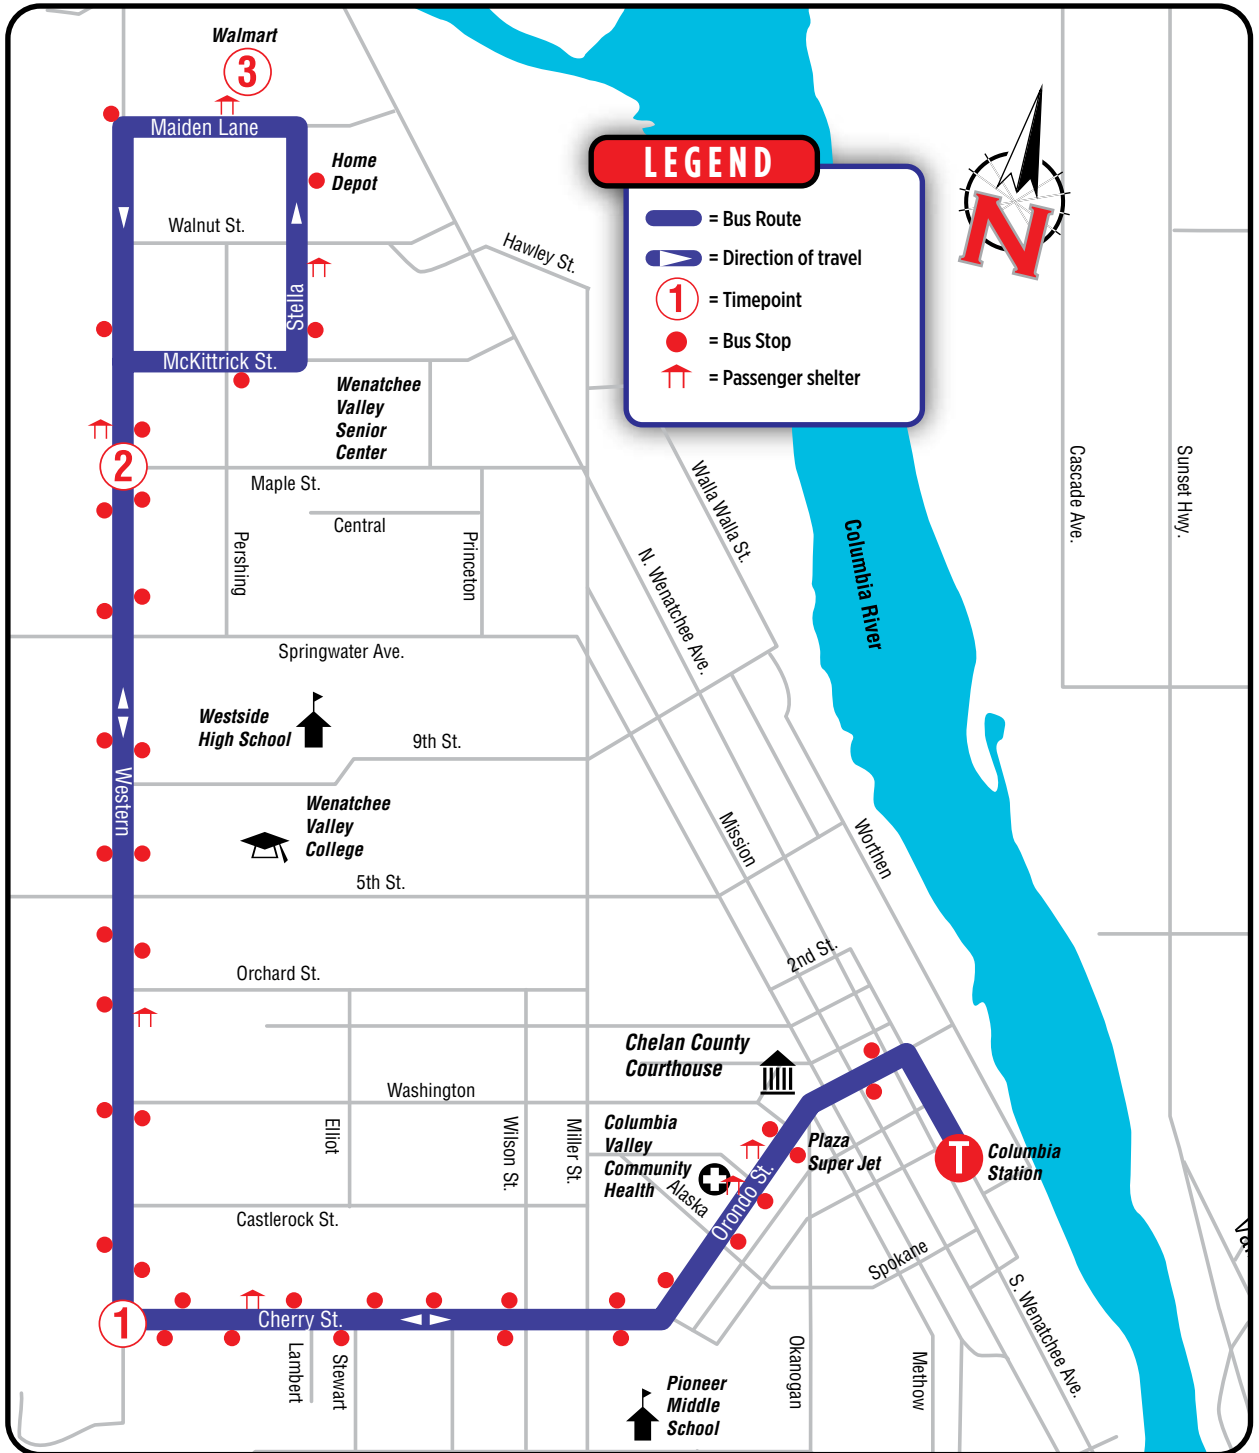 Walmart
3
Maiden Lane
Home
Depot
Walnut St.
Hawley St.
Stella
McKittrick St.
Wenatchee
Valley
Senior
Center
2
Maple St.
Central
Pershing
Princeton
Springwater Ave.
Westside
High School
9th St.
Western
Wenatchee
Valley
College
5th St.
Orchard St.
Washington
Elliot
Wilson St.
Miller St.
Castlerock St.
1
Cherry St.
Lambert
Stewart
LEGEND
= Bus Route
= Direction of travel
1
= Timepoint
= Bus Stop
= Passenger shelter
N
Walla Walla St.
N. Wenatchee Ave.
Columbia River
Cascade Ave.
Sunset Hwy.
Mission
Worthen
2nd St.
Chelan County
Courthouse
Columbia
Valley
Community
Health
Alaska
Orondo St.
Plaza
Super Jet
T
Columbia
Station
Spokane
S. Wenatchee Ave.
Okanogan
Methow
Pioneer
Middle
School